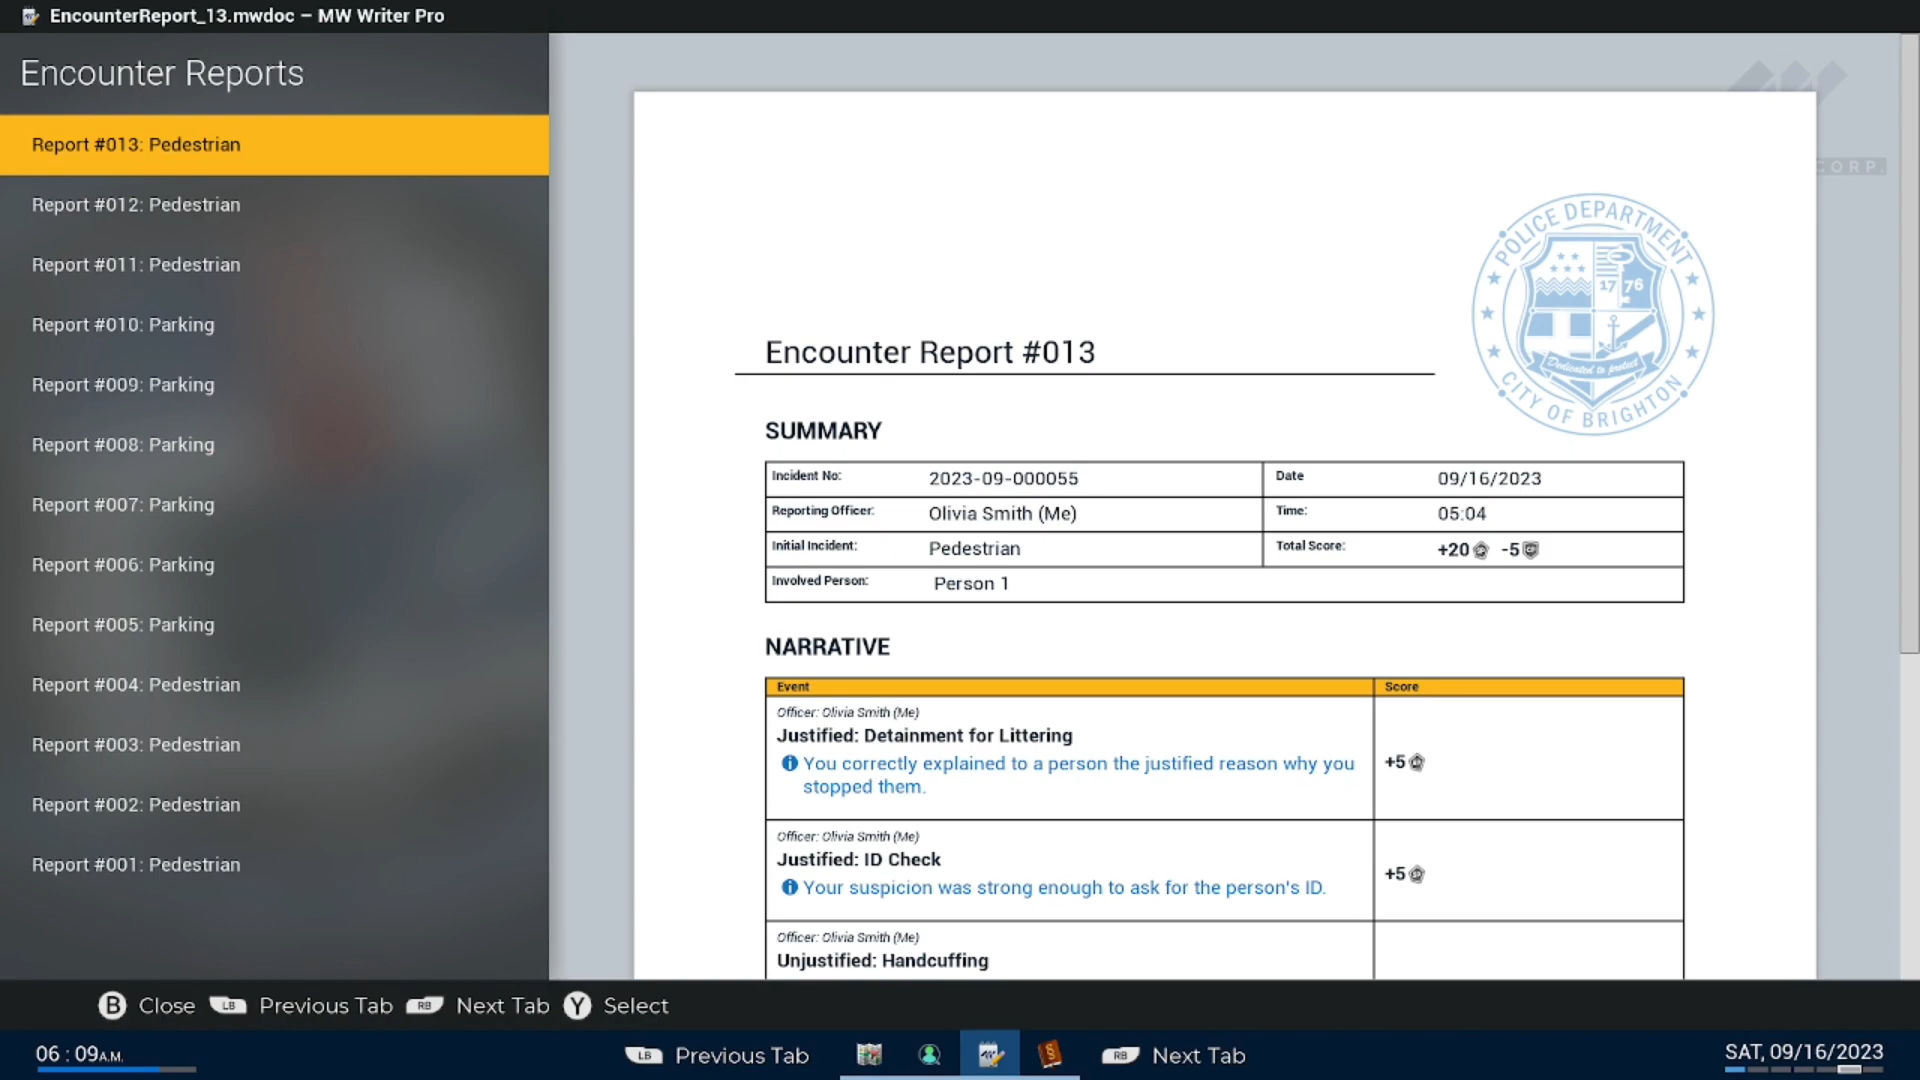 EncounterReport_13.mwdoc – MW Writer Pro
Encounter Reports
Report #013: Pedestrian
Report #012: Pedestrian
Report #011: Pedestrian
Report #010: Parking
Report #009: Parking
Report #008: Parking
Report #007: Parking
Report #006: Parking
Report #005: Parking
Report #004: Pedestrian
Report #003: Pedestrian
Report #002: Pedestrian
Report #001: Pedestrian
CORP.
POLICE DEPARTMENT
17 76
Dedicated to protect
CITY OF BRIGHTON
Encounter Report #013
SUMMARY
Incident No: 2023-09-000055 Date 09/16/2023
Reporting Officer: Olivia Smith (Me) Time: 05:04
Initial Incident: Pedestrian Total Score: +20 -5
Involved Person: Person 1
NARRATIVE
Event Score
Officer: Olivia Smith (Me)
Justified: Detainment for Littering
You correctly explained to a person the justified reason why you
stopped them.
+5
Officer: Olivia Smith (Me)
Justified: ID Check
Your suspicion was strong enough to ask for the person's ID.
+5
Officer: Olivia Smith (Me)
Unjustified: Handcuffing
B Close LB Previous Tab RB Next Tab Y Select
06 : 09 A.M. LB Previous Tab RB Next Tab SAT, 09/16/2023